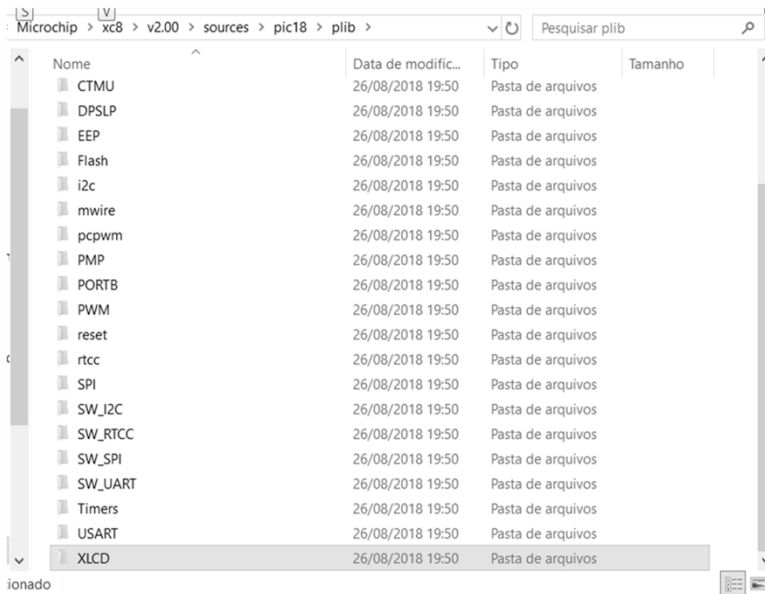 S V
Microchip > xc8 > v2.00 > sources > pic18 > plib > Pesquisar plib
Nome Data de modific... Tipo Tamanho
CTMU 26/08/2018 19:50 Pasta de arquivos
DPSLP 26/08/2018 19:50 Pasta de arquivos
EEP 26/08/2018 19:50 Pasta de arquivos
Flash 26/08/2018 19:50 Pasta de arquivos
i2c 26/08/2018 19:50 Pasta de arquivos
mwire 26/08/2018 19:50 Pasta de arquivos
pcpwm 26/08/2018 19:50 Pasta de arquivos
PMP 26/08/2018 19:50 Pasta de arquivos
PORTB 26/08/2018 19:50 Pasta de arquivos
PWM 26/08/2018 19:50 Pasta de arquivos
reset 26/08/2018 19:50 Pasta de arquivos
rtcc 26/08/2018 19:50 Pasta de arquivos
SPI 26/08/2018 19:50 Pasta de arquivos
SW_I2C 26/08/2018 19:50 Pasta de arquivos
SW_RTCC 26/08/2018 19:50 Pasta de arquivos
SW_SPI 26/08/2018 19:50 Pasta de arquivos
SW_UART 26/08/2018 19:50 Pasta de arquivos
Timers 26/08/2018 19:50 Pasta de arquivos
USART 26/08/2018 19:50 Pasta de arquivos
XLCD 26/08/2018 19:50 Pasta de arquivos
cionado